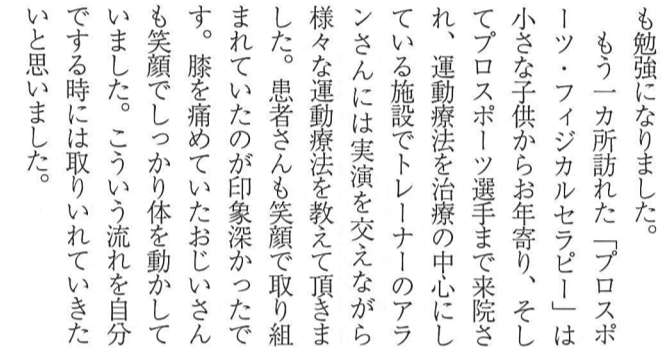 も勉強になりました。
もう一カ所訪れた「プロスポ
ーツ・フィジカルセラピー」は
小さな子供からお年寄り、そし
てプロスポーツ選手まで来院さ
れ、運動療法を治療の中心にし
ている施設でトレーナーのアラ
ンさんには実演を交えながら
様々な運動療法を教えて頂きま
した。患者さんも笑顔で取り組
まれていたのが印象深かったで
す。膝を痛めていたおじいさん
も笑顔でしっかり体を動かして
いました。こういう流れを自分
でする時には取りいれていきた
いと思いました。